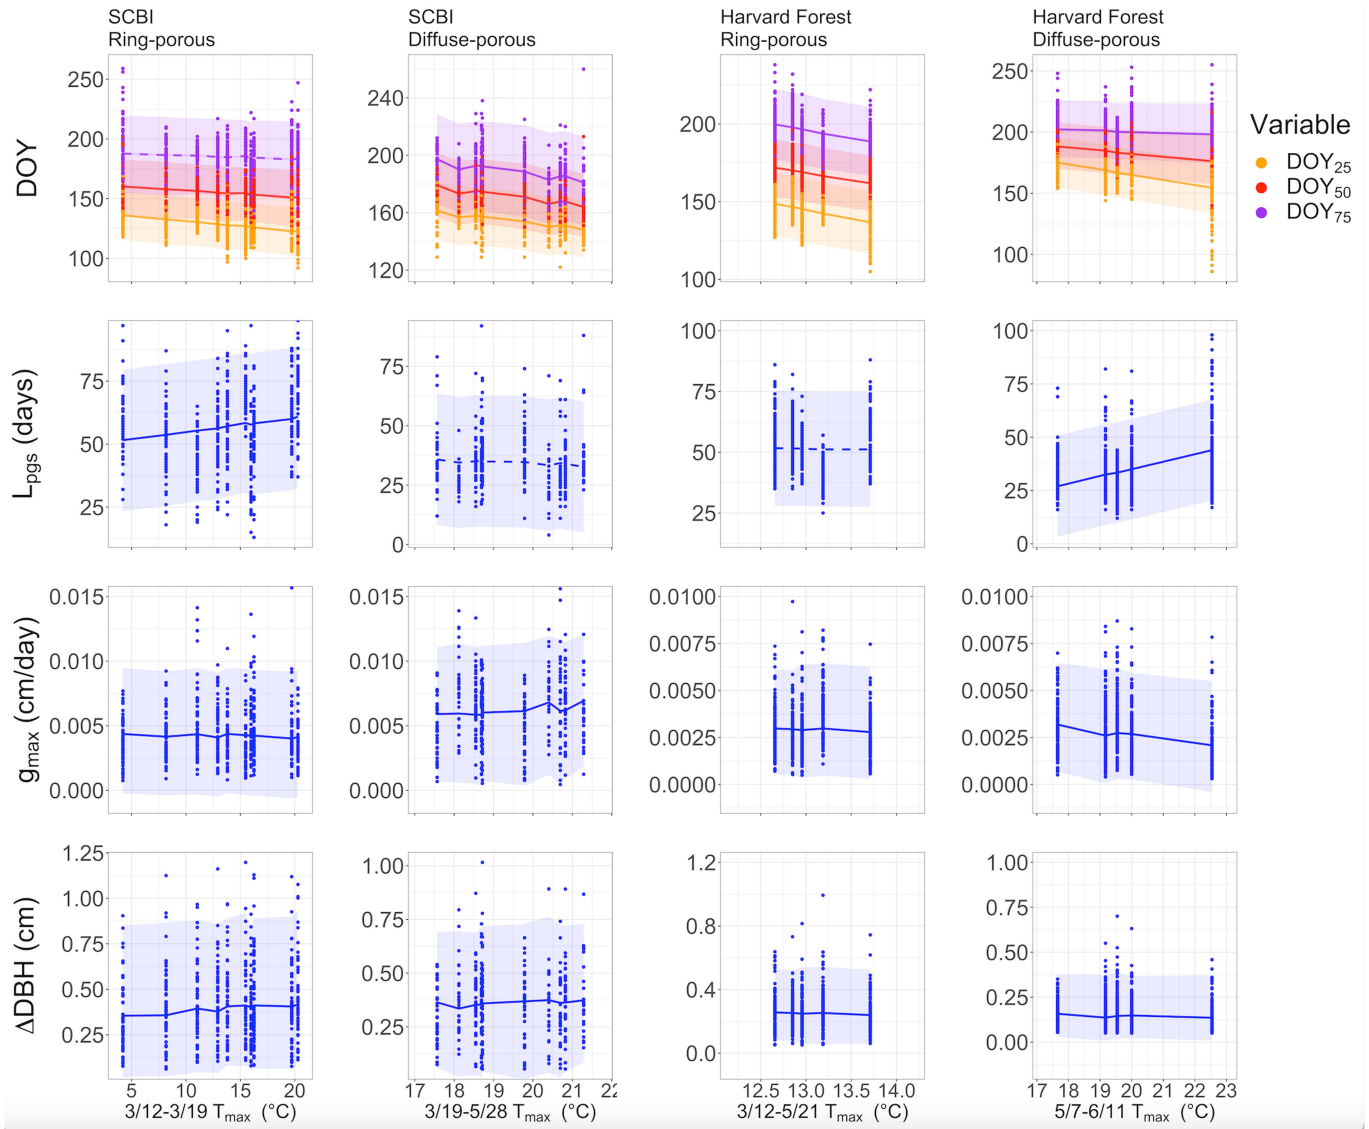 SCBI
Ring-porous
SCBI
Diffuse-porous
Harvard Forest
Ring-porous
Harvard Forest
Diffuse-porous
DOY
250
200
150
100
240
200
160
120
200
150
100
250
200
150
100
Variable
DOY25
DOY50
DOY75
Lpgs (days)
75
50
25
75
50
25
0
100
75
50
25
100
75
50
25
0
gmax (cm/day)
0.015
0.010
0.005
0.000
0.015
0.010
0.005
0.000
0.0100
0.0075
0.0050
0.0025
0.0000
0.0100
0.0075
0.0050
0.0025
0.0000
ΔDBH (cm)
1.25
1.00
0.75
0.50
0.25
1.00
0.75
0.50
0.25
1.2
0.8
0.4
0.0
1.00
0.75
0.50
0.25
0.00
5 10 15 20
17 18 19 20 21 22
12.5 13.0 13.5 14.0
17 18 19 20 21 22 23
3/12-3/19 Tmax (°C)
3/19-5/28 Tmax (°C)
3/12-5/21 Tmax (°C)
5/7-6/11 Tmax (°C)